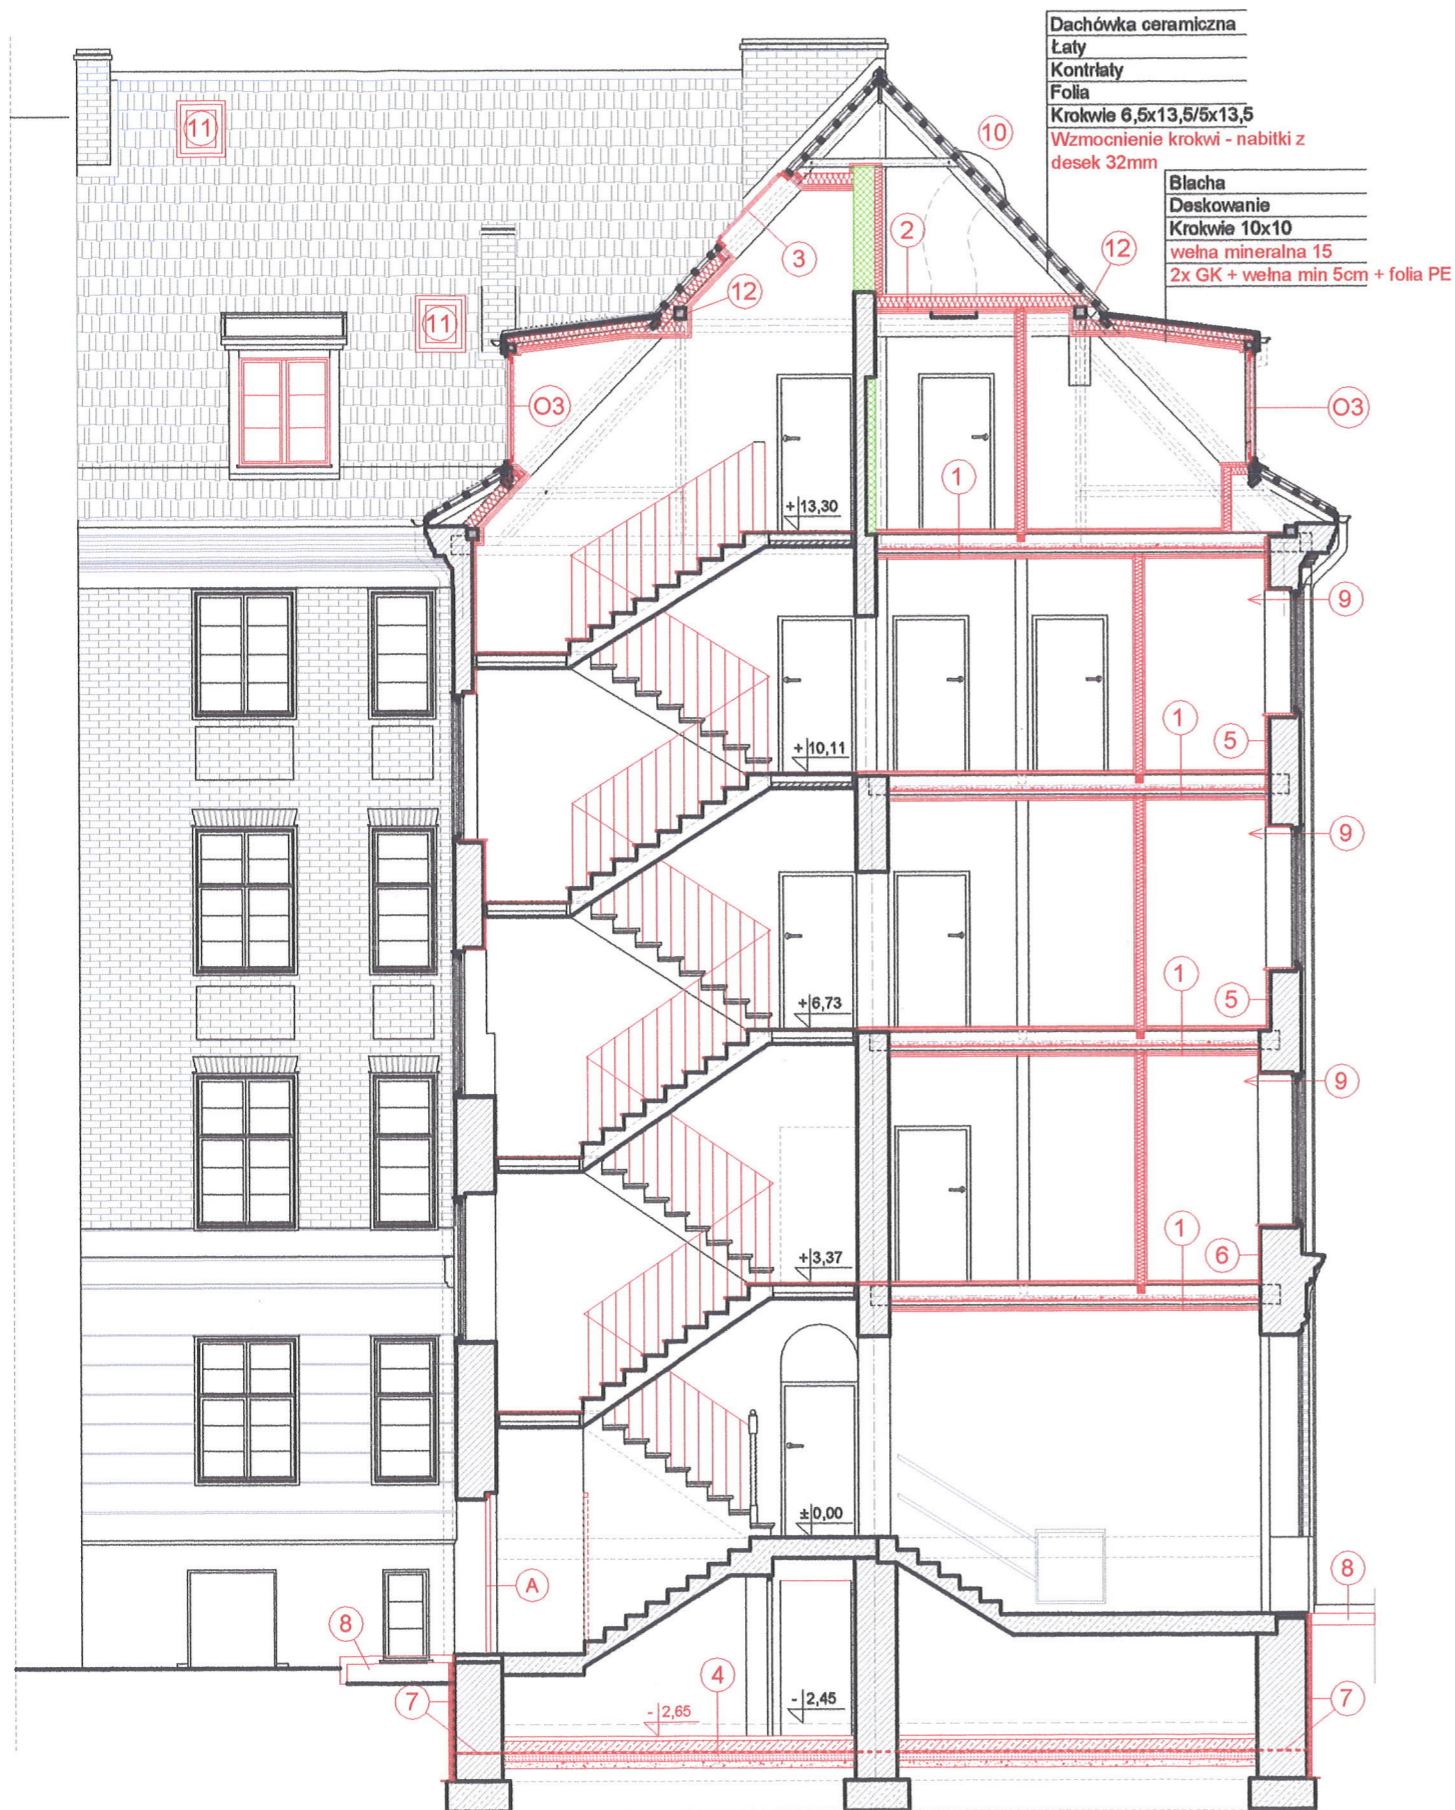 Dachówka ceramiczna
Łaty
Kontrłaty
Folia
Krokwie 6,5x13,5/5x13,5
Wzmocnienie krokwi - nabitki z
desek 32mm
Blacha
Deskowanie
Krokwie 10x10
wełna mineralna 15
2x GK + wełna min 5cm + folia PE
11
10
2
12
3
12
11
O3
O3
1
+13,30
9
1
5
+10,11
9
1
5
+6,73
9
1
6
+3,37
±0,00
A
8
8
4
7
-2,65
-2,45
7